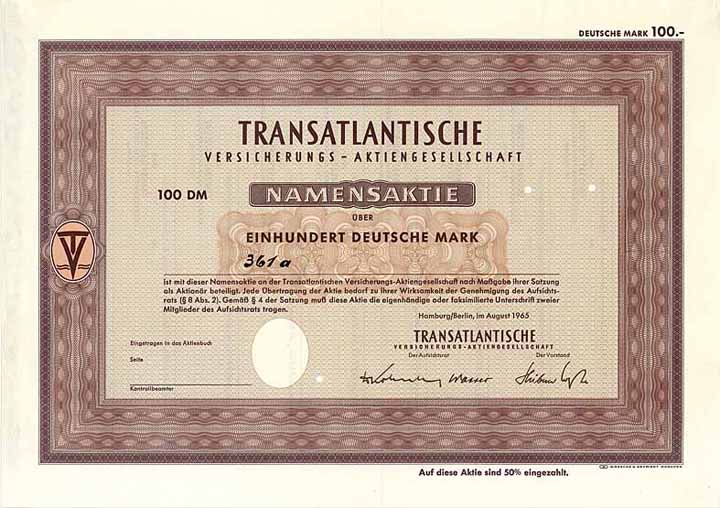 DEUTSCHE MARK 100.-
TRANSATLANTISCHE
VERSICHERUNGS - AKTIENGESELLSCHAFT
100 DM NAMENSAKTIE
ÜBER
EINHUNDERT DEUTSCHE MARK
361a
ist mit dieser Namensaktie an der Transatlantischen Versicherungs-Aktiengesellschaft nach Maßgabe ihrer Satzung
als Aktionär beteiligt. Jede Übertragung der Aktie bedarf zu ihrer Wirksamkeit der Genehmigung des Aufsichts-
rats (§ 8 Abs. 2). Gemäß § 4 der Satzung muß diese Aktie die eigenhändige oder faksimilierte Unterschrift zweier
Mitglieder des Aufsichtsrats tragen.
Hamburg/Berlin, im August 1965
TRANSATLANTISCHE
VERSICHERUNGS-AKTIENGESELLSCHAFT
Der Aufsichtsrat Der Vorstand
Eingetragen in das Aktienbuch
Seite
Kontrollbeamter
Auf diese Aktie sind 50% eingezahlt.
GIESECKE & DEVRIENT MÜNCHEN